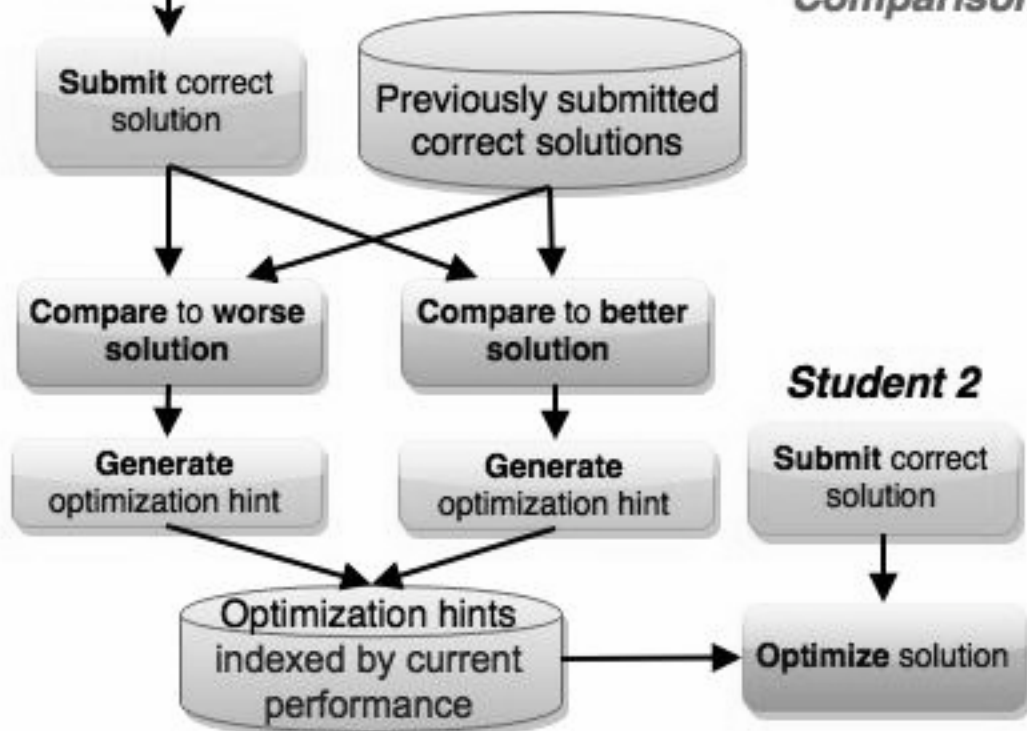 Comparison
Submit correct
solution
Previously submitted
correct solutions
Compare to worse
solution
Compare to better
solution
Student 2
Generate
optimization hint
Generate
optimization hint
Submit correct
solution
Optimization hints
indexed by current
performance
Optimize solution